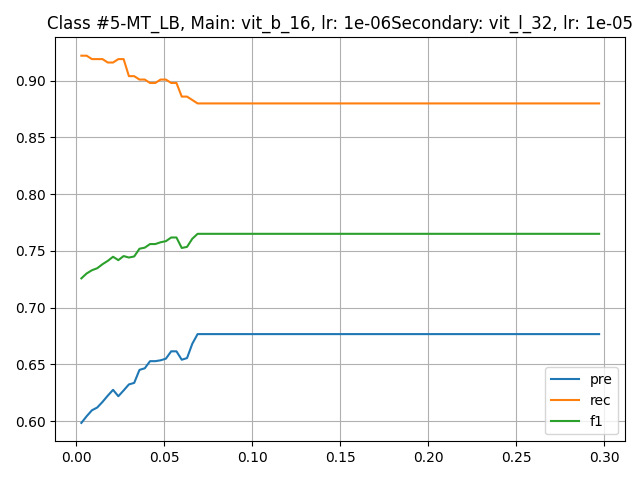 Class #5-MT_LB, Main: vit_b_16, lr: 1e-06Secondary: vit_l_32, lr: 1e-05
0.90
0.85
0.80
0.75
0.70
0.65
0.60
pre
rec
f1
0.00 0.05 0.10 0.15 0.20 0.25 0.30